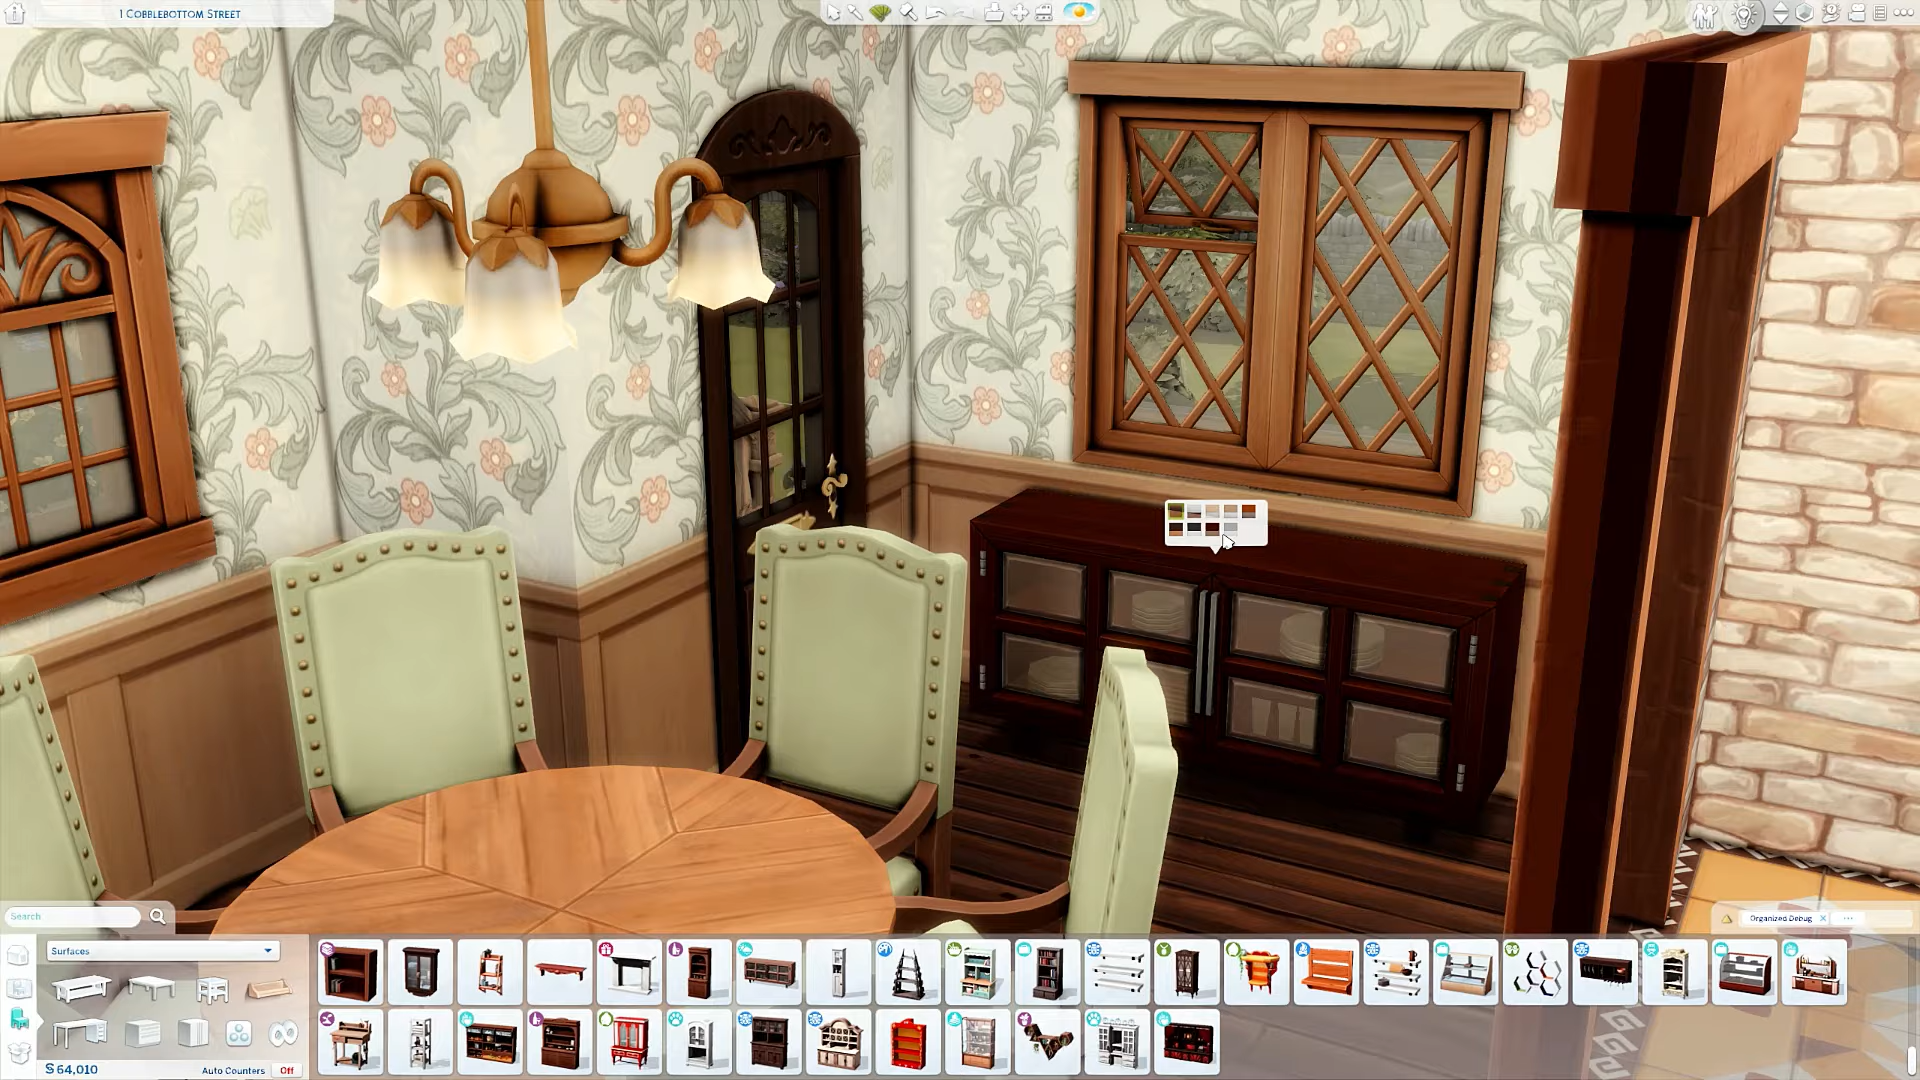 1 COBBLEBOTTOM STREET
Search
Organized Debug
Surfaces
§64,010
Auto Counters
Off